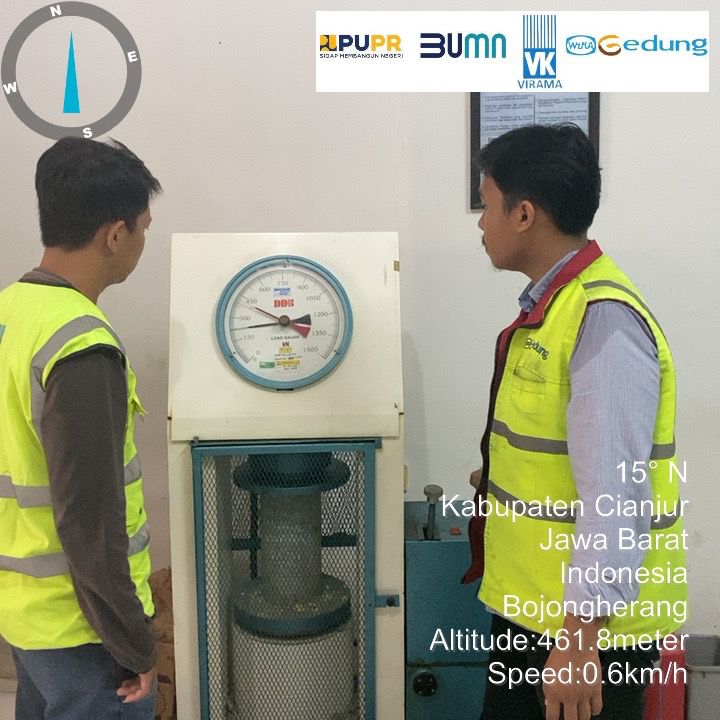 N
E
W
S
PUPR
SIGAP MEMBANGUN NEGERI
BUMN
VK
VIRAMA
WIKA Gedung
600
750
900
450
1050
300
1200
150
1350
0
1500
DDB
LOAD GAUGE
kN
Gedung
15° N
Kabupaten Cianjur
Jawa Barat
Indonesia
Bojongherang
Altitude:461.8meter
Speed:0.6km/h